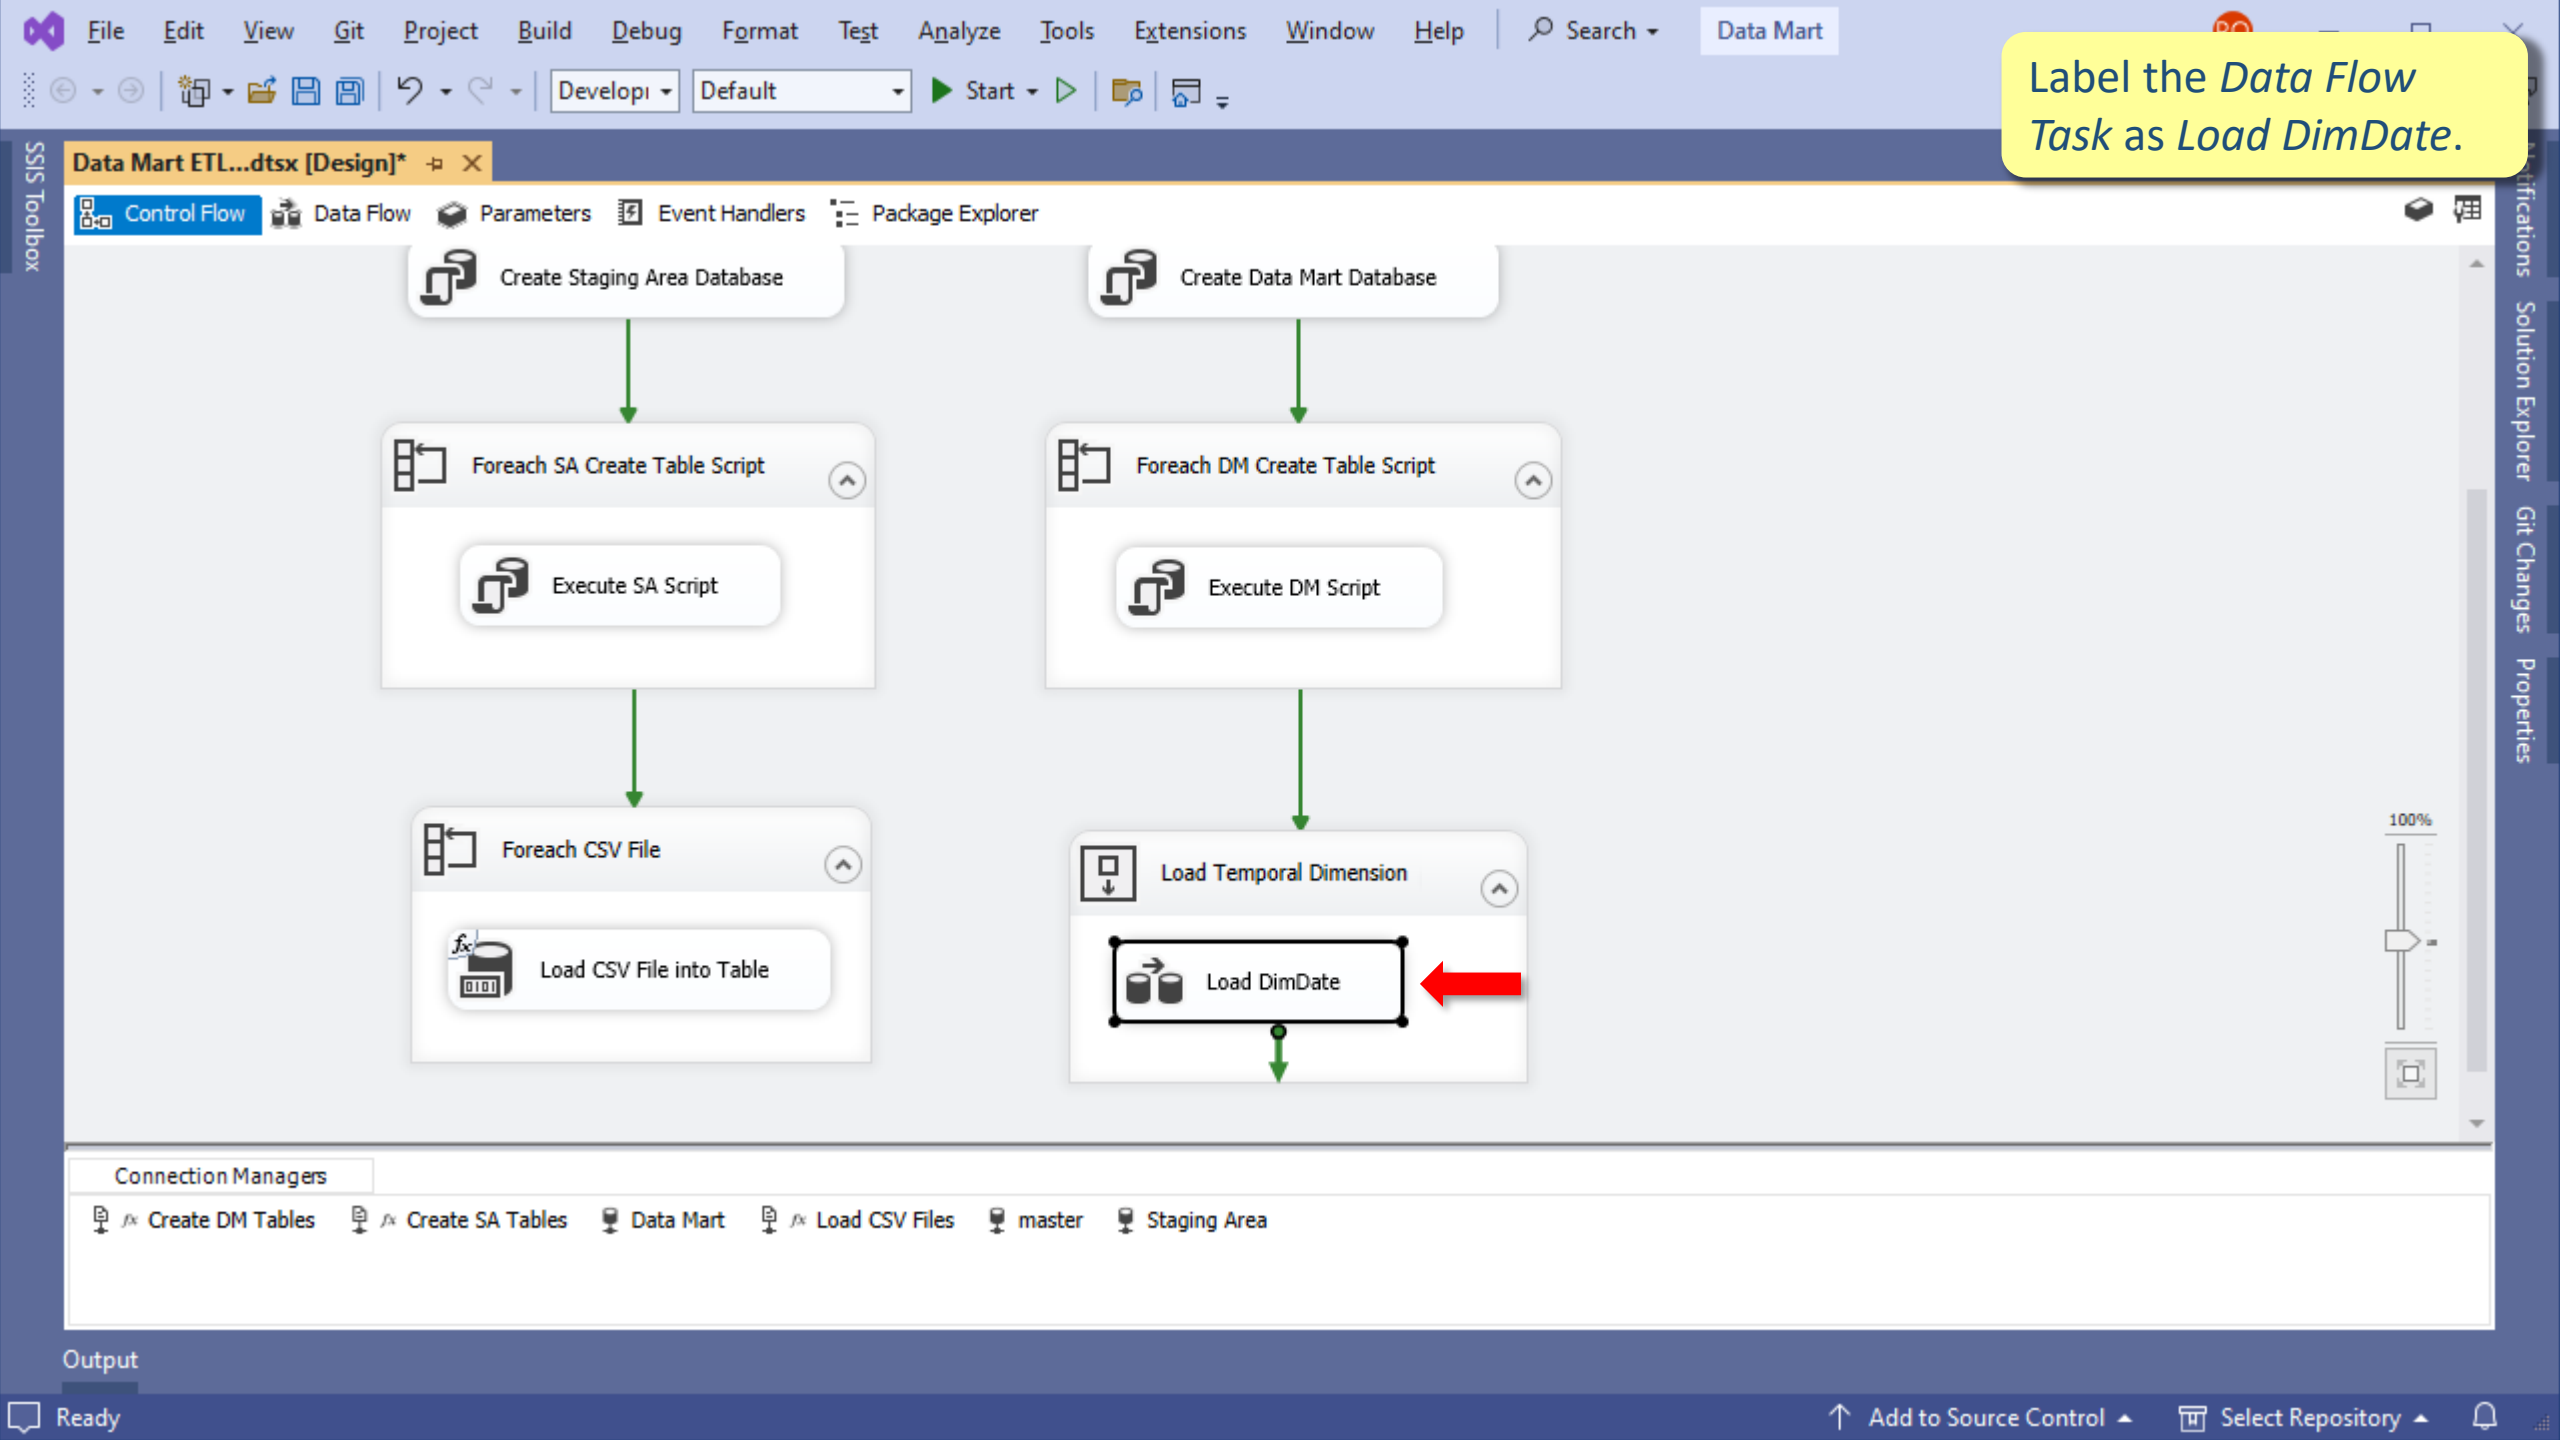 File Edit View Git Project Build Debug Format Test Analyze Tools Extensions Window Help Search Data Mart
Label the Data Flow
Task as Load DimDate.
Default Start
Data Mart ETL...dtsx [Design]*
Control Flow Data Flow Parameters Event Handlers Package Explorer
SSIS Toolbox
Solution Explorer
Git Changes
Properties
Create Staging Area Database
Create Data Mart Database
Foreach SA Create Table Script
Foreach DM Create Table Script
Execute SA Script
Execute DM Script
Foreach CSV File
Load Temporal Dimension
fx
Load CSV File into Table
0101
Load DimDate
100%
Connection Managers
fx Create DM Tables fx Create SA Tables Data Mart fx Load CSV Files master Staging Area
Output
Ready Add to Source Control Select Repository